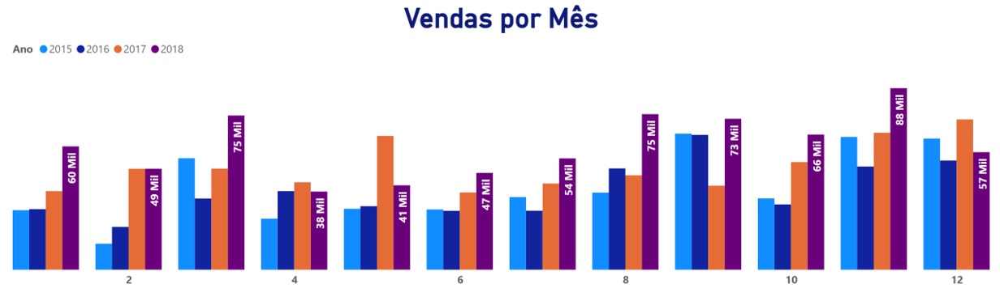 Vendas por Mês
Ano 2015 2016 2017 2018
60 Mil
49 Mil
75 Mil
38 Mil
41 Mil
47 Mil
54 Mil
75 Mil
73 Mil
66 Mil
88 Mil
57 Mil
2 4 6 8 10 12